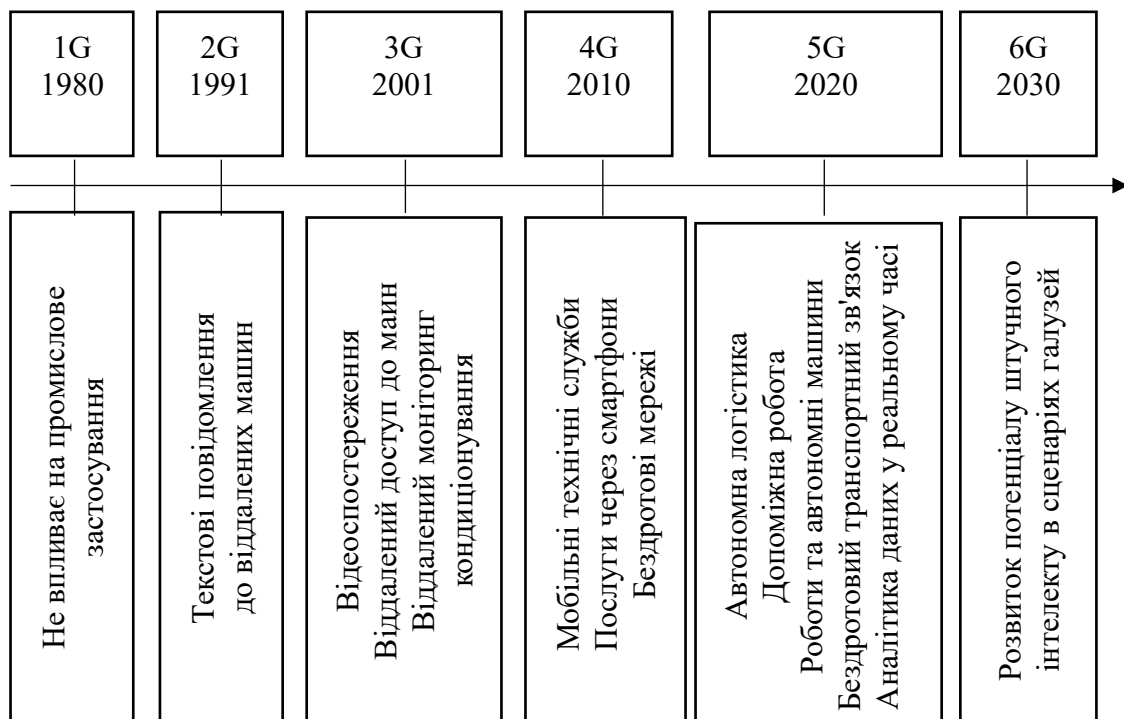 1G
1980
2G
1991
3G
2001
4G
2010
5G
2020
6G
2030
Не впливає на промислове
застосування
Текстові повідомлення
до віддалених машин
Відеоспостереження
Віддалений доступ до маин
Віддалений моніторинг
кондиціонування
Мобільні технічні служби
Послуги через смартфони
Бездротові мережі
Автономна логістика
Допоміжна робота
Роботи та автономні машини
Бездротовий транспортний зв'язок
Аналітика даних у реальному часі
Розвиток потенціалу штучного
інтелекту в сценаріях галузей